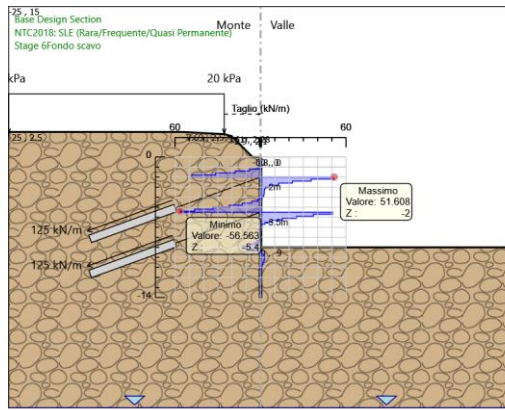 -25 , 15
Base Design Section
NTC2018: SLE (Rara/Frequente/Quasi Permanente)
Stage 6Fondo scavo
Monte
Valle
kPa
20 kPa
Taglio (kN/m)
60
60
-25 , 2.5
0
-2m
Massimo
Valore: 51.608
Z : -2
125 kN/m
Minimo
Valore: -56.563
Z : -5.4
-5.5m
125 kN/m
-14